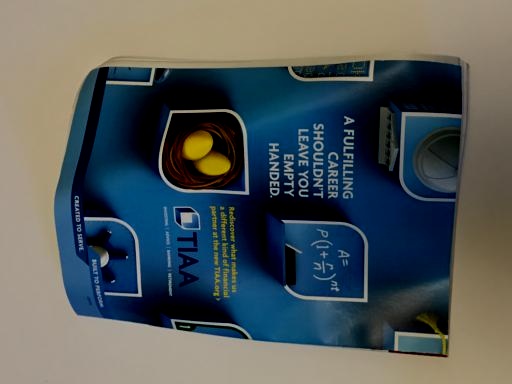 A FULFILLING
CAREER
SHOULDN'T
LEAVE YOU
EMPTY
HANDED.
A=
P(1+r/n)^nt
Rediscover what makes us
a different kind of financial
partner at the new TIAA.org
TIAA
CREATED TO SERVE.
BUILT TO PERFORM.